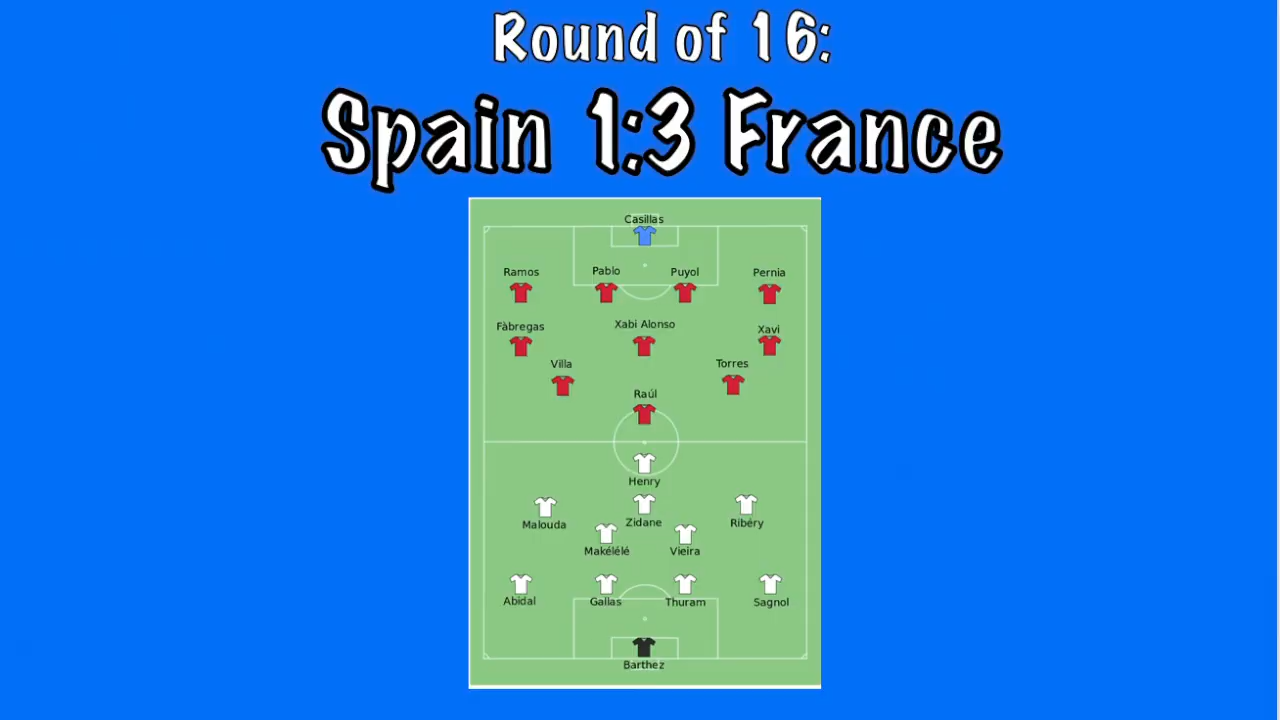 Round of 16:
Spain 1:3 France
Casillas
Ramos Pablo Puyol Pernia
Fàbregas Xabi Alonso Xavi
Villa Torres
Raúl
Henry
Malouda Zidane Ribéry
Makélélé Vieira
Abidal Gallas Thuram Sagnol
Barthez